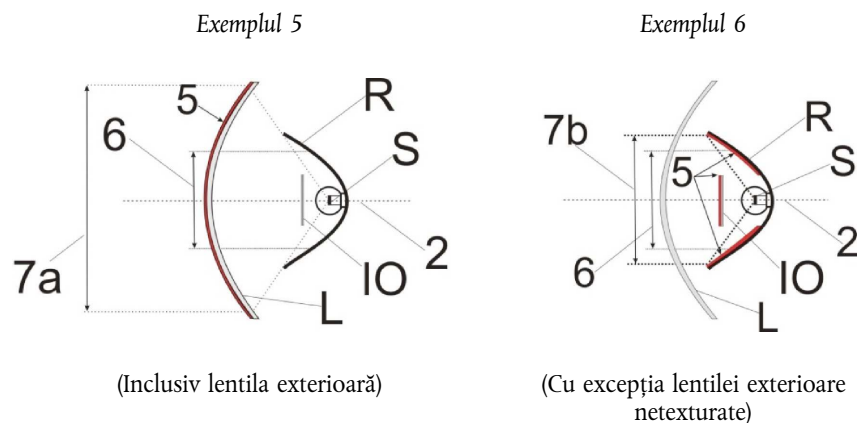 Exemplul 5
Exemplul 6
5
R
6
S
7a
2
IO
L
7b
R
5
S
6
2
IO
L
(Inclusiv lentila exterioară)
(Cu excepția lentilei exterioare
netexturate)